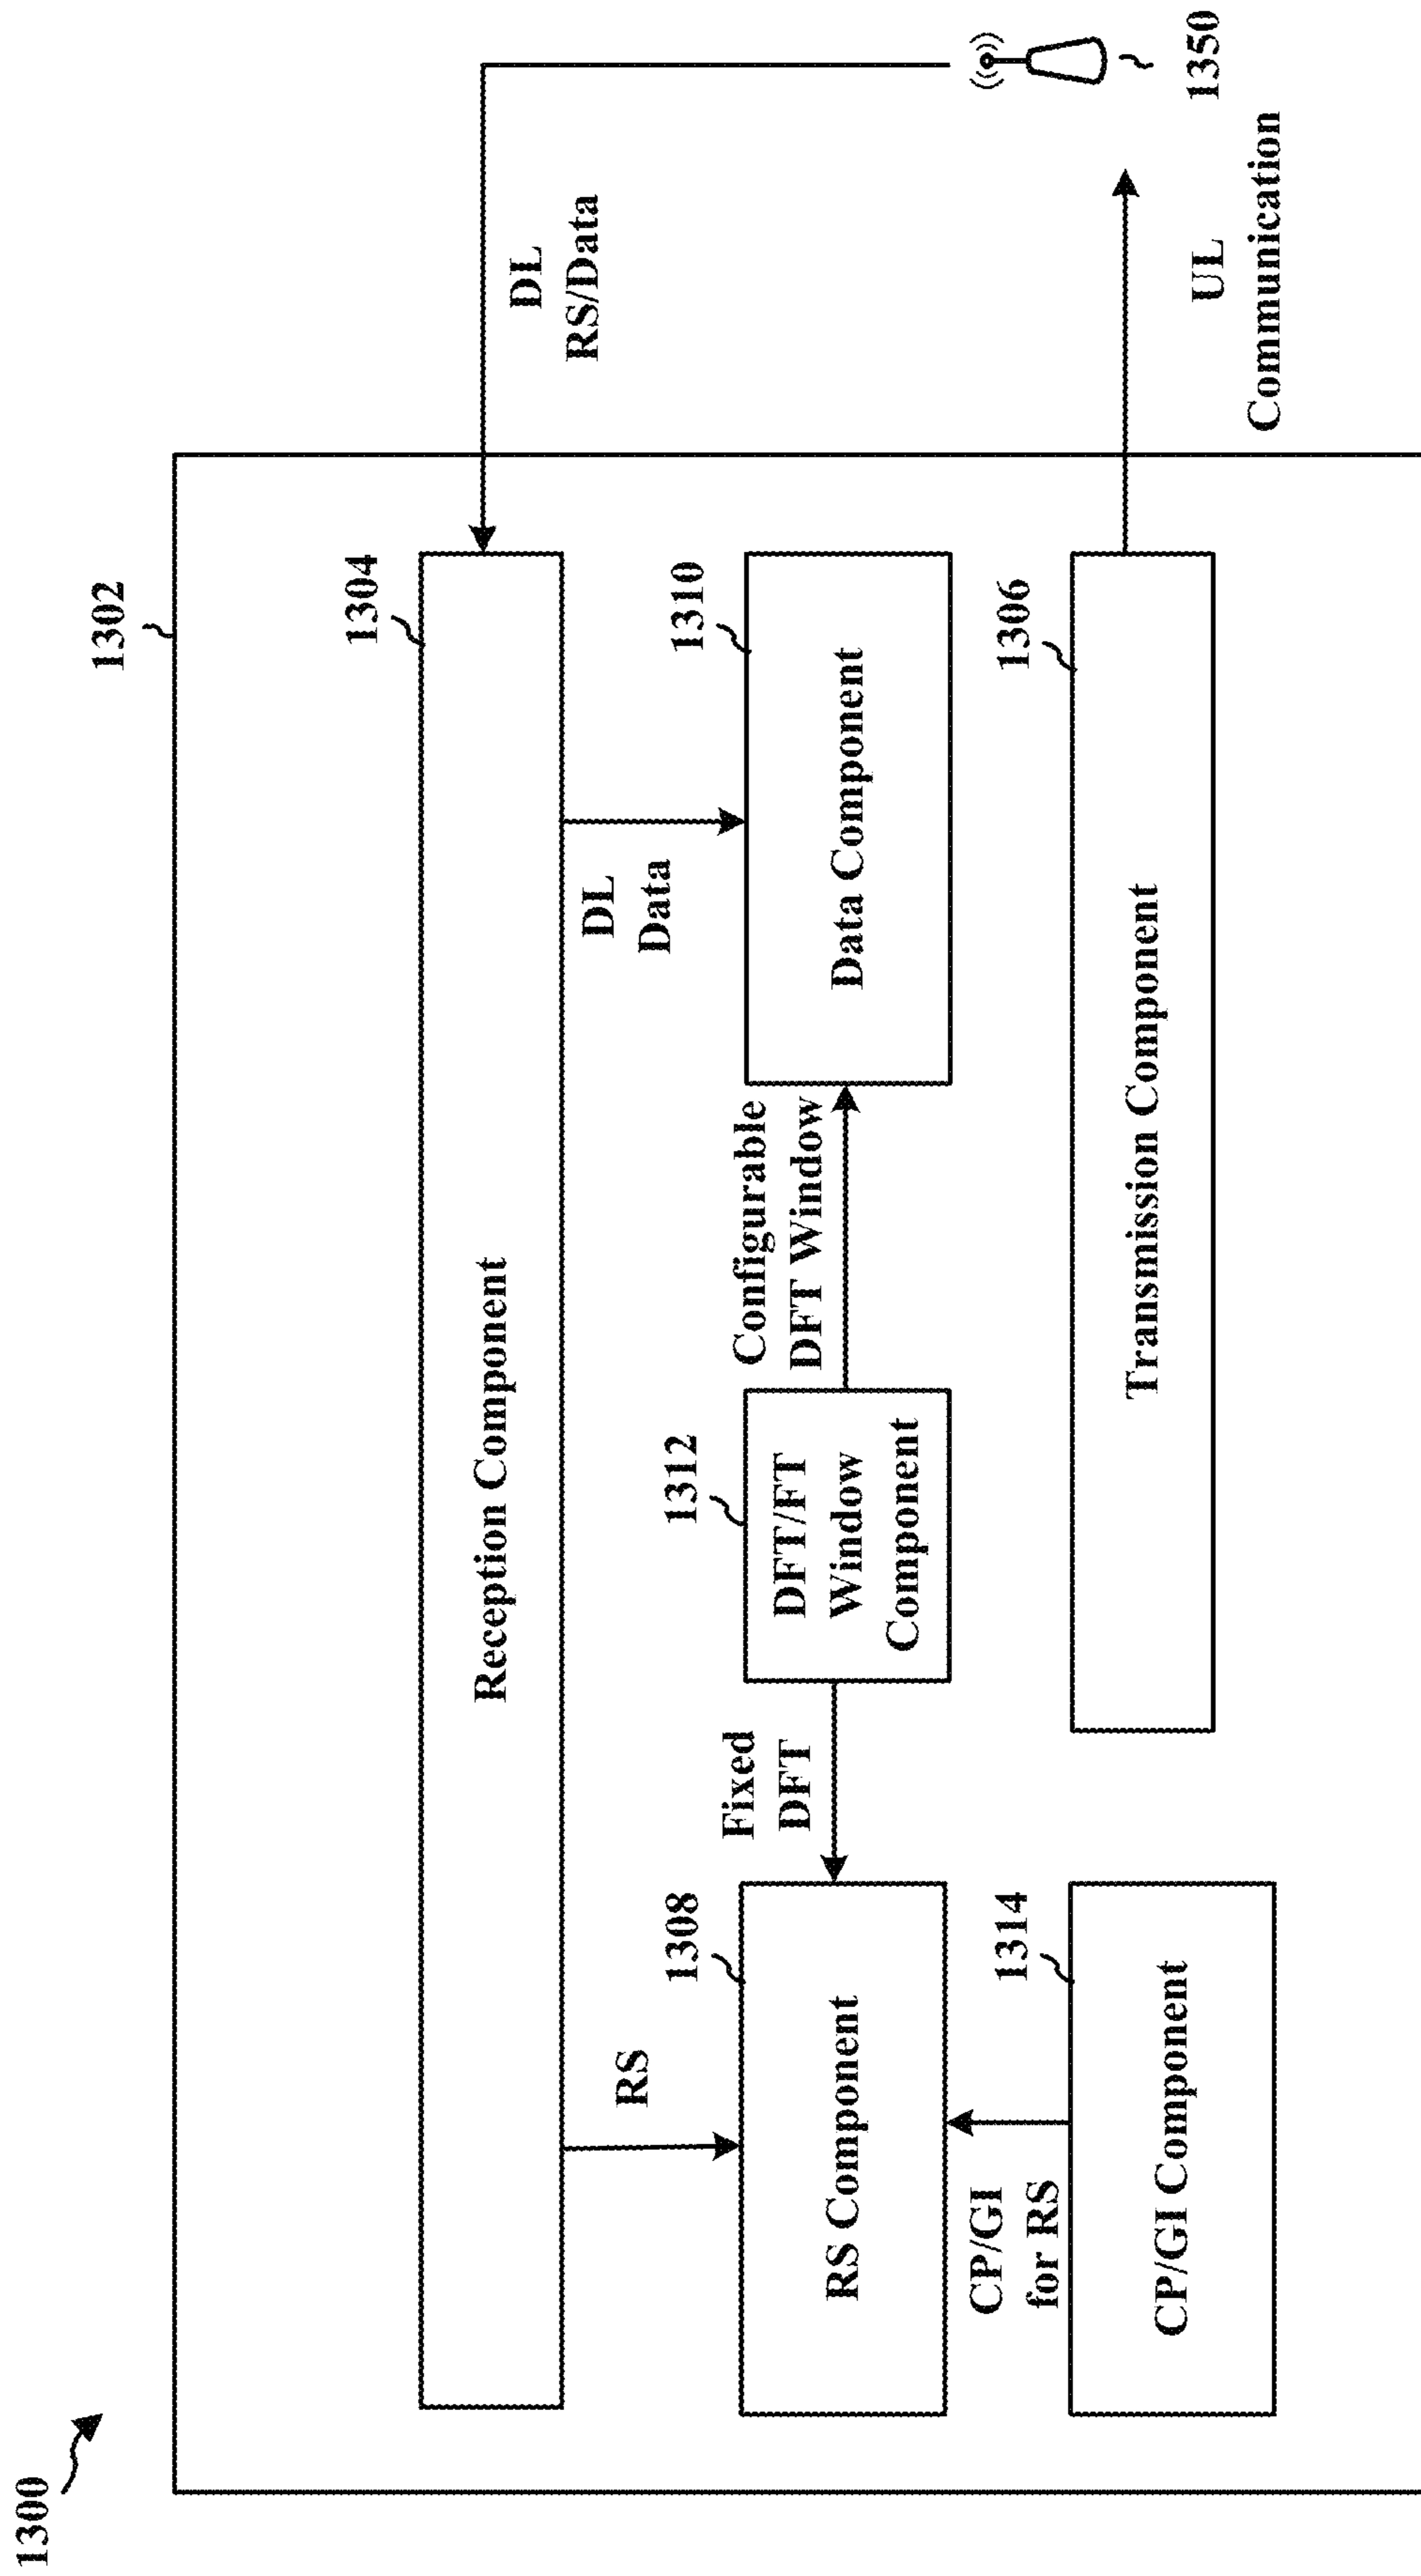 1300
1302
1304
Reception Component
DL
RS/Data
RS
DL
Data
1308
RS Component
Fixed
DFT
1312
DFT/FT
Window
Component
Configurable
DFT Window
1310
Data Component
CP/GI
for RS
1314
CP/GI Component
1306
Transmission Component
UL
Communication
1350